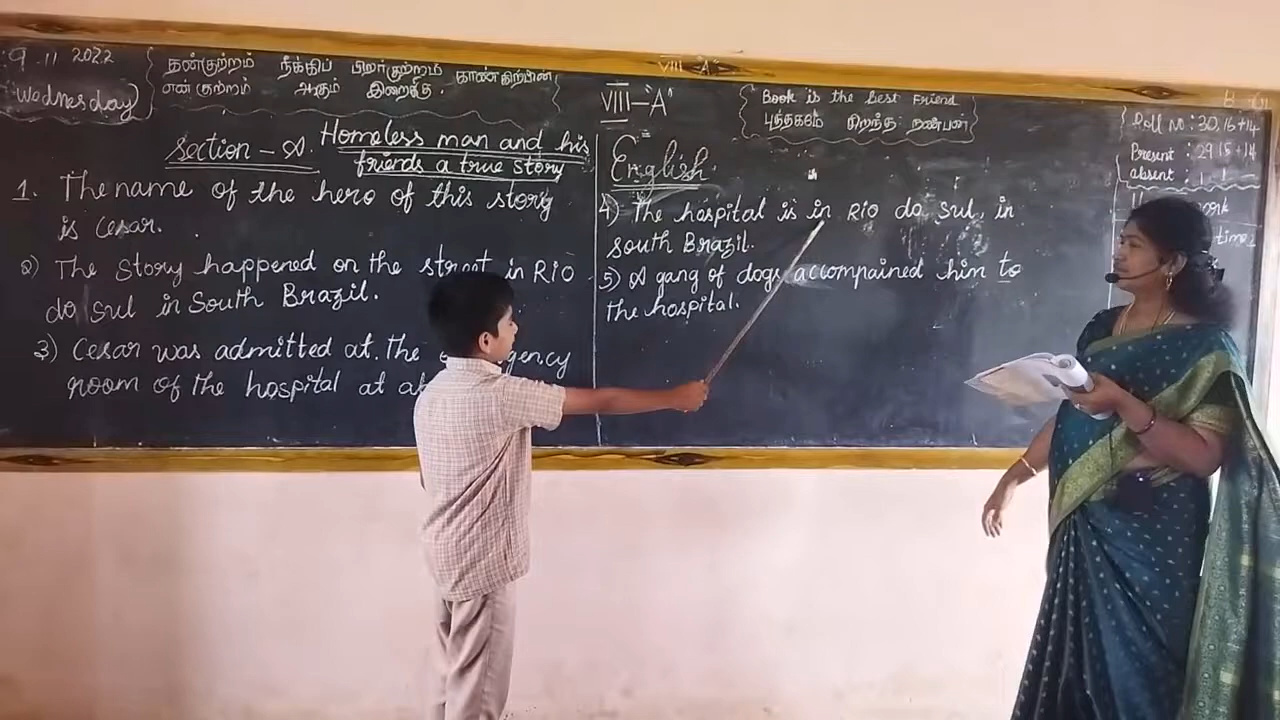 9.11.2022
Wednesday
தன்குற்றம் நீக்கிப் பிறர்குற்றம் காண்கிற்பின்
என் குற்றம் ஆகும் இறைக்கு.
VIII "A"
VIII-"A"
Book is the best Friend
புத்தகமே சிறந்த நண்பன்
Roll No: 30.16+14
Present : 29.15+14
absent : 1. 1
Section - A Homeless man and his
friends a true story
English
1. The name of the hero of this story
is Cesar.
2) The Story happened on the street in Rio
do Sul in South Brazil.
3) Cesar was admitted at the
room of the hospital at
4) The hospital is in Rio do Sul, in
South Brazil.
5) A gang of dogs accompained him to
the hospital.